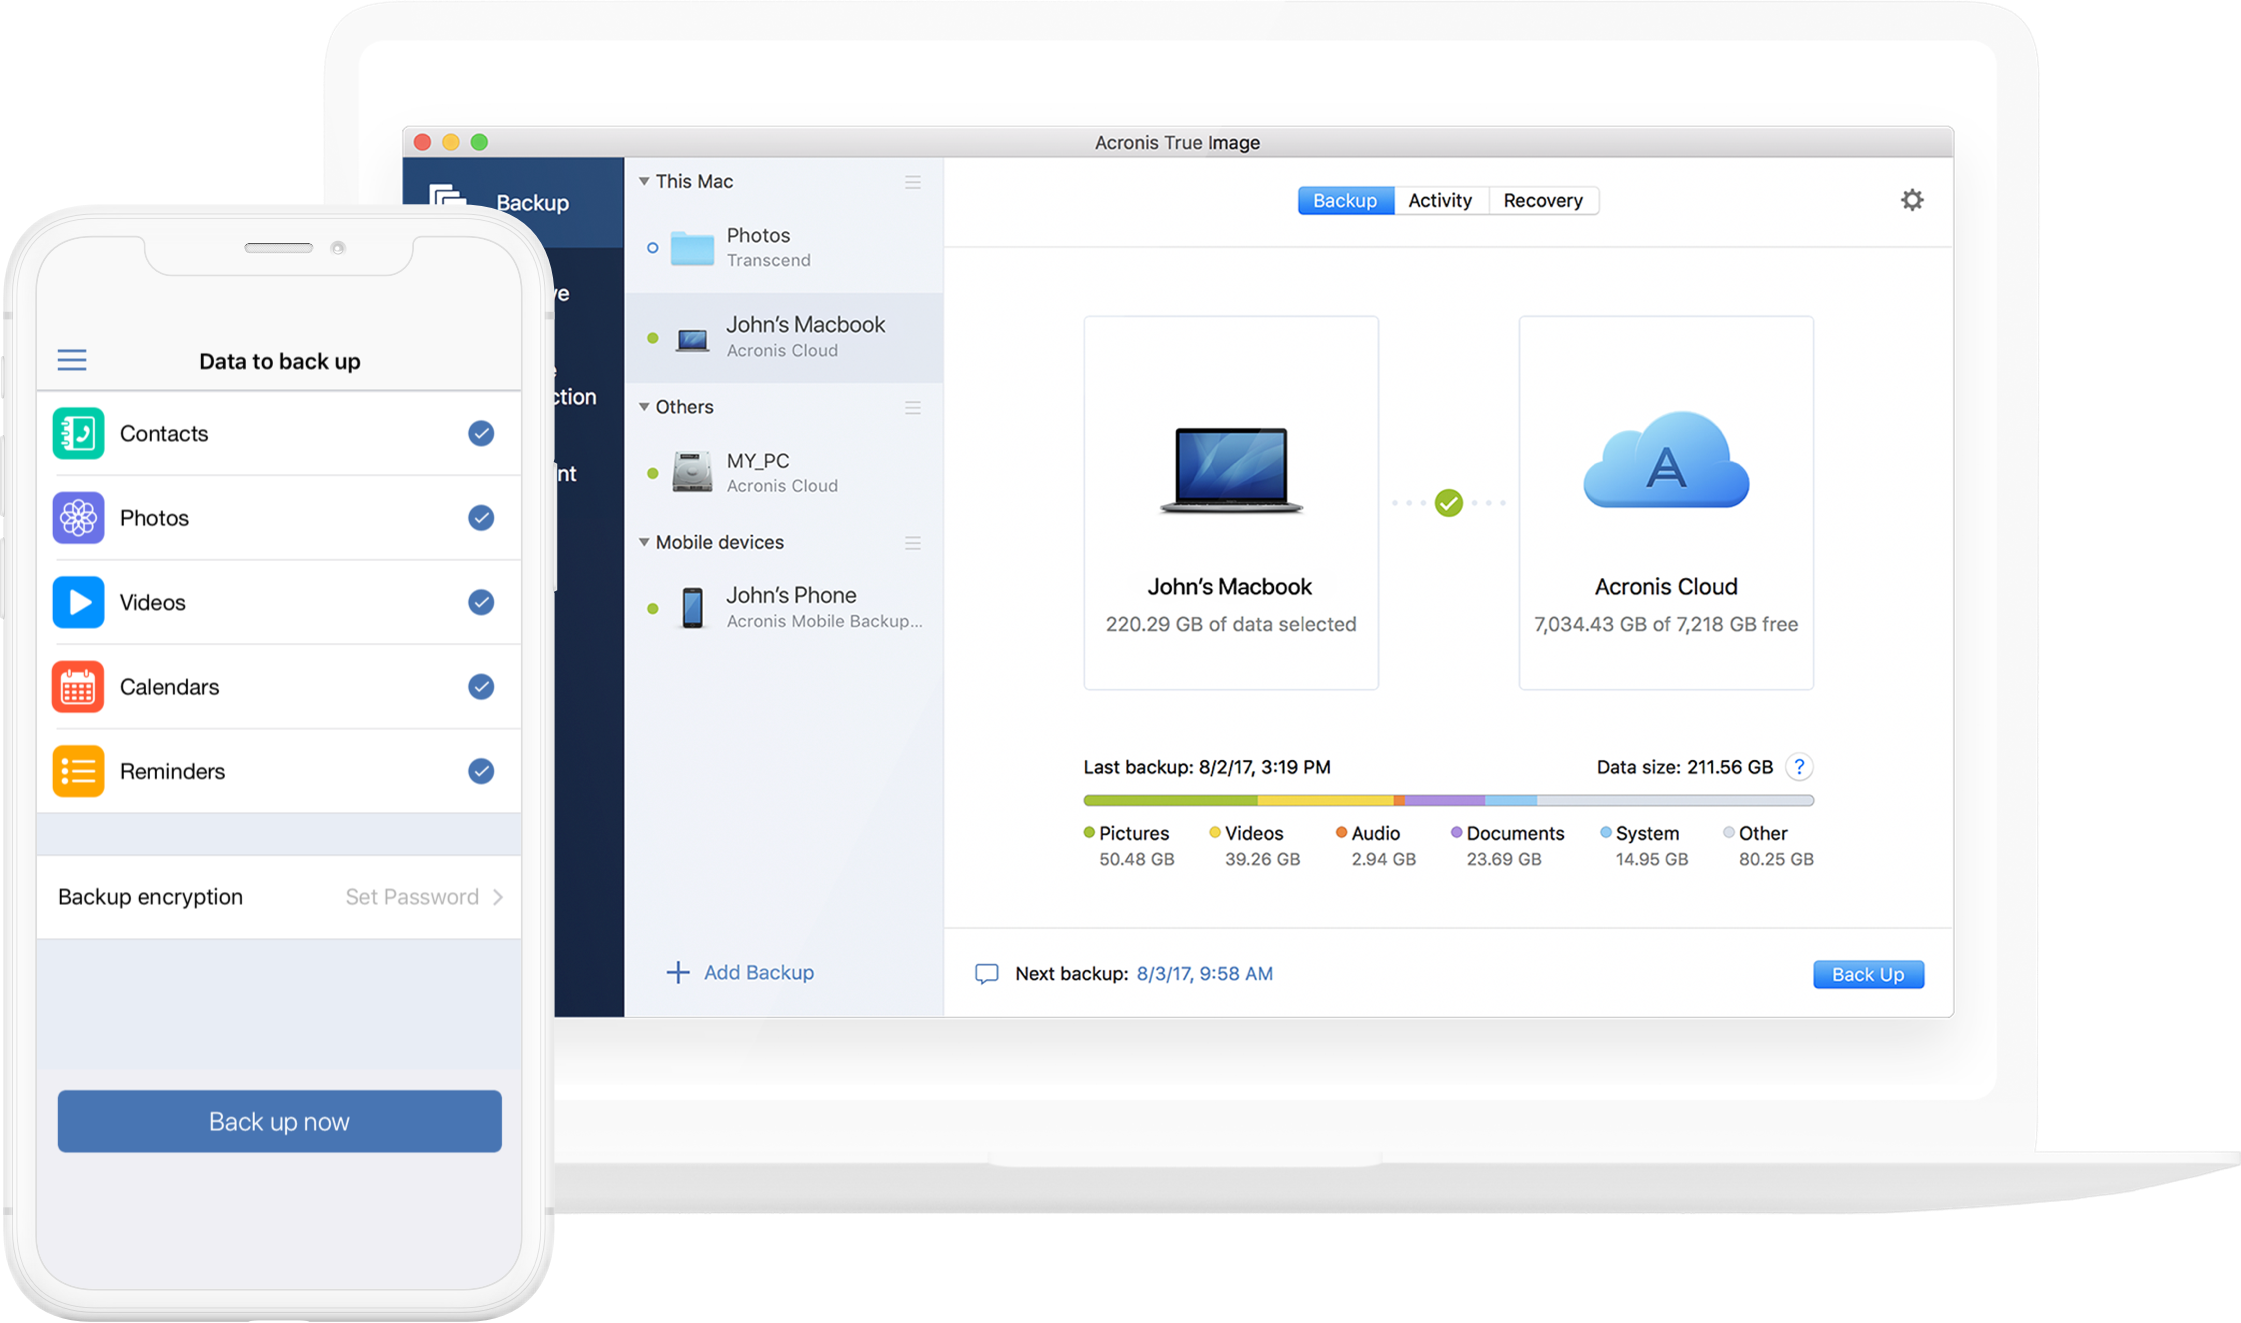 Acronis True Image
Backup
This Mac
Photos
Transcend
John's Macbook
Acronis Cloud
Others
MY_PC
Acronis Cloud
Mobile devices
John's Phone
Acronis Mobile Backup...
Add Backup
Backup Activity Recovery
John's Macbook
220.29 GB of data selected
A
Acronis Cloud
7,034.43 GB of 7,218 GB free
Last backup: 8/2/17, 3:19 PM
Data size: 211.56 GB ?
Pictures Videos Audio Documents System Other
50.48 GB 39.26 GB 2.94 GB 23.69 GB 14.95 GB 80.25 GB
Next backup: 8/3/17, 9:58 AM
Back Up
Data to back up
Contacts
Photos
Videos
Calendars
Reminders
Backup encryption Set Password
Back up now